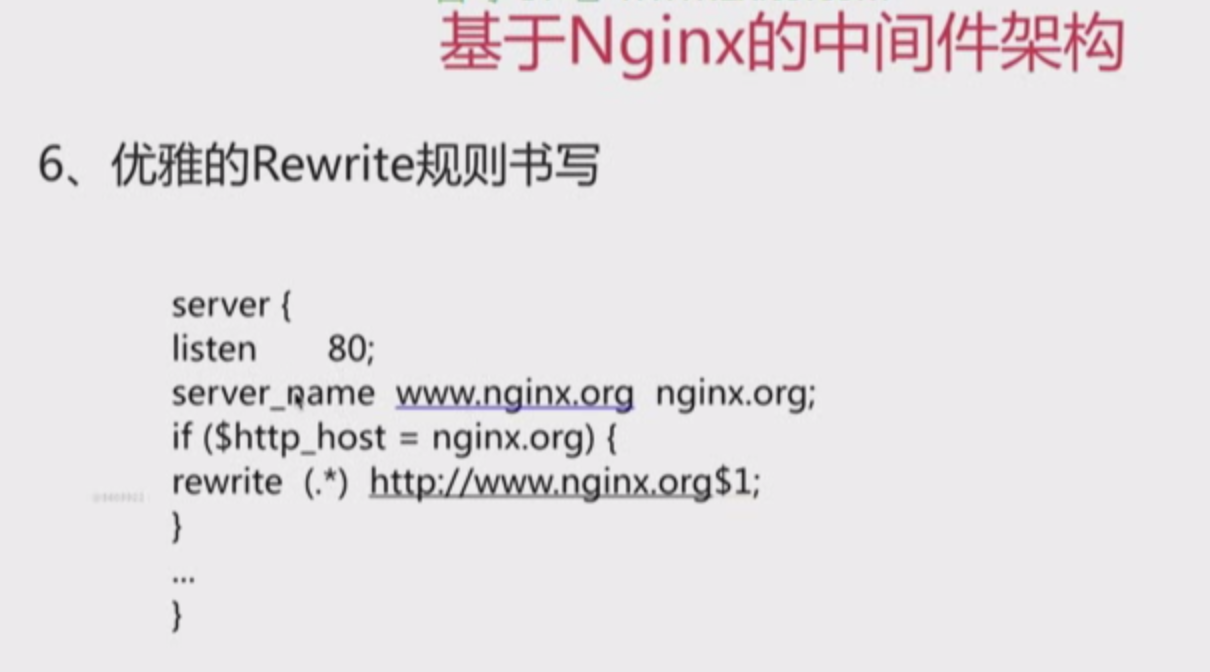 基于Nginx的中间件架构
6、优雅的Rewrite规则书写
server {
listen 80;
server_name www.nginx.org nginx.org;
if ($http_host = nginx.org) {
rewrite (.*) http://www.nginx.org$1;
}
...
}